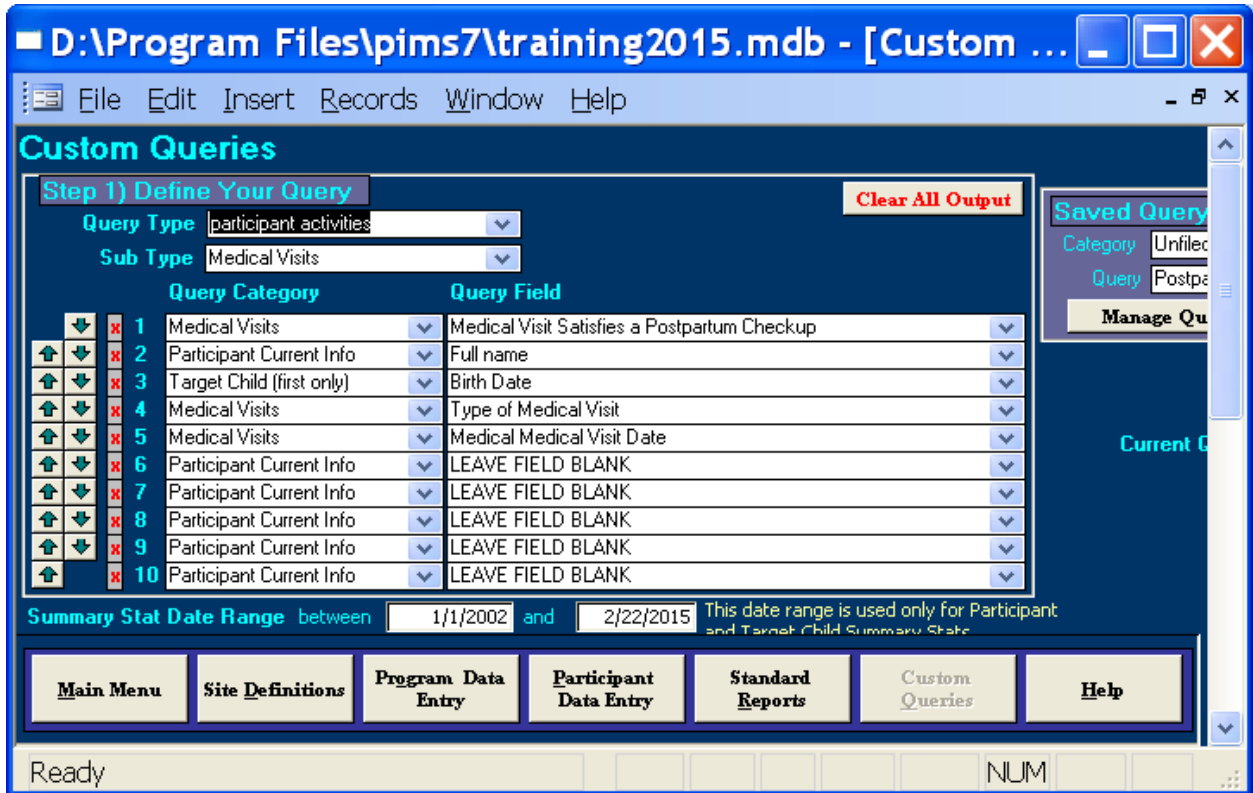 D:\Program Files\pims7\training2015.mdb - [Custom ...
File Edit Insert Records Window Help
Custom Queries
Step 1) Define Your Query
Clear All Output
Query Type participant activities
Sub Type Medical Visits
Query Category Query Field
x 1 Medical Visits Medical Visit Satisfies a Postpartum Checkup
x 2 Participant Current Info Full name
x 3 Target Child (first only) Birth Date
x 4 Medical Visits Type of Medical Visit
x 5 Medical Visits Medical Medical Visit Date
x 6 Participant Current Info LEAVE FIELD BLANK
x 7 Participant Current Info LEAVE FIELD BLANK
x 8 Participant Current Info LEAVE FIELD BLANK
x 9 Participant Current Info LEAVE FIELD BLANK
x 10 Participant Current Info LEAVE FIELD BLANK
Saved Query
Category Unfiled
Query Postpa
Manage Qu
Current Q
Summary Stat Date Range between 1/1/2002 and 2/22/2015 This date range is used only for Participant
and Target Child Summary Stats
Main Menu
Site Definitions
Program Data
Entry
Participant
Data Entry
Standard
Reports
Custom
Queries
Help
Ready NUM